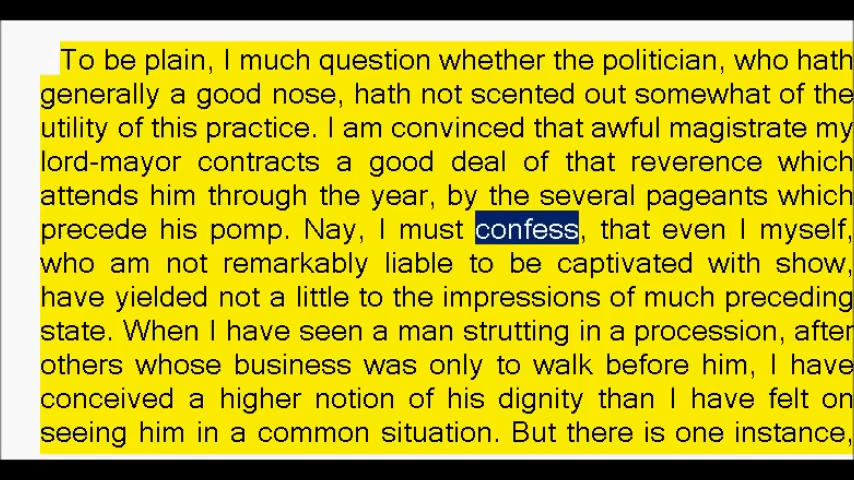 To be plain, I much question whether the politician, who hath
generally a good nose, hath not scented out somewhat of the
utility of this practice. I am convinced that awful magistrate my
lord-mayor contracts a good deal of that reverence which
attends him through the year, by the several pageants which
precede his pomp. Nay, I must confess, that even I myself,
who am not remarkably liable to be captivated with show,
have yielded not a little to the impressions of much preceding
state. When I have seen a man strutting in a procession, after
others whose business was only to walk before him, I have
conceived a higher notion of his dignity than I have felt on
seeing him in a common situation. But there is one instance,